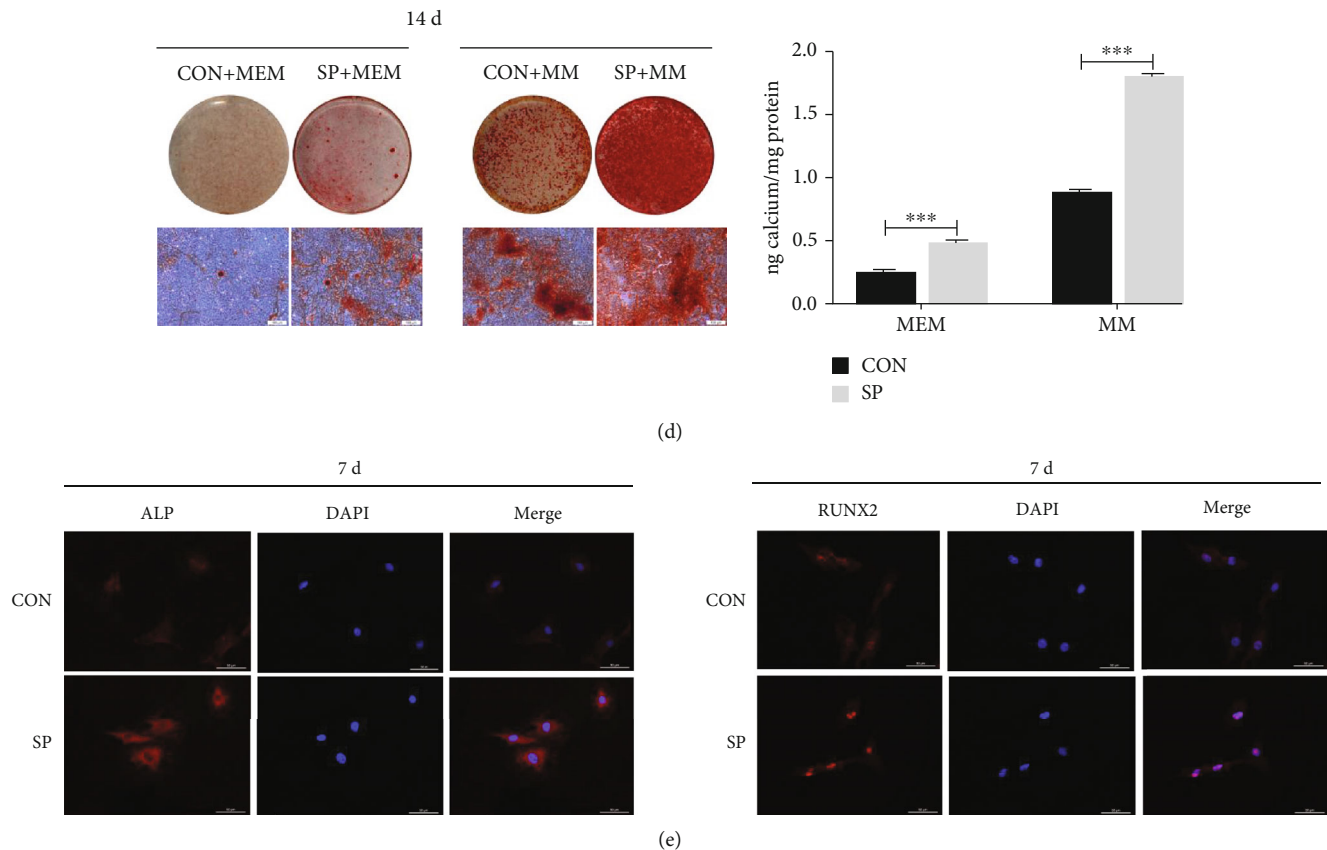 14 d
CON+MEM SP+MEM CON+MM SP+MM
2.0
1.5
1.0
0.5
0.0
ng calcium/mg protein
***
***
MEM MM
CON
SP
(d)
7 d
ALP DAPI Merge
CON
SP
7 d
RUNX2 DAPI Merge
CON
SP
(e)